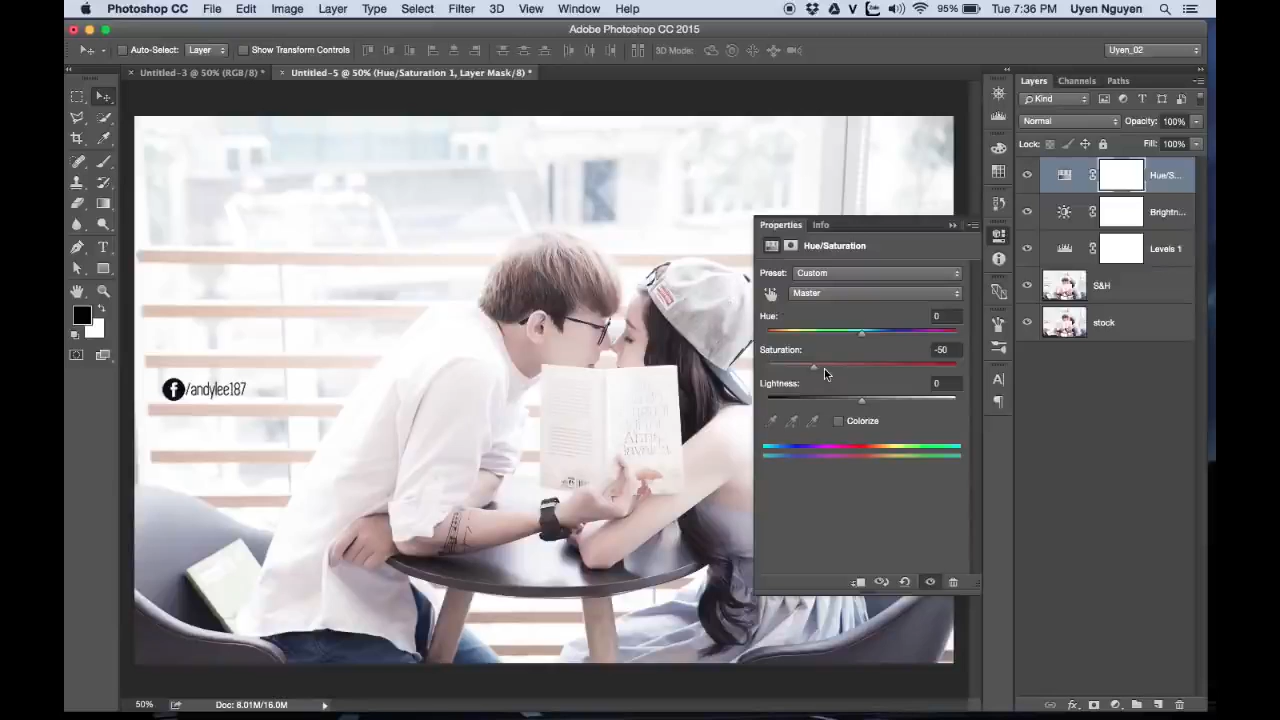 Photoshop CC File Edit Image Layer Type Select Filter 3D View Window Help 95% Tue 7:36 PM Uyen Nguyen
Adobe Photoshop CC 2015
Auto-Select: Layer Show Transform Controls 3D Mode: Uyen_02
Untitled-3 @ 50% (RGB/8) * Untitled-5 @ 50% (Hue/Saturation 1, Layer Mask/8) *
Layers Channels Paths
Kind
Normal Opacity: 100%
Lock: Fill: 100%
Hue/S...
Brightn...
Levels 1
S&H
stock
Properties Info
Hue/Saturation
Preset: Custom
Master
Hue: 0
Saturation: -50
Lightness: 0
Colorize
/andylee187
50% Doc: 8.01M/16.0M